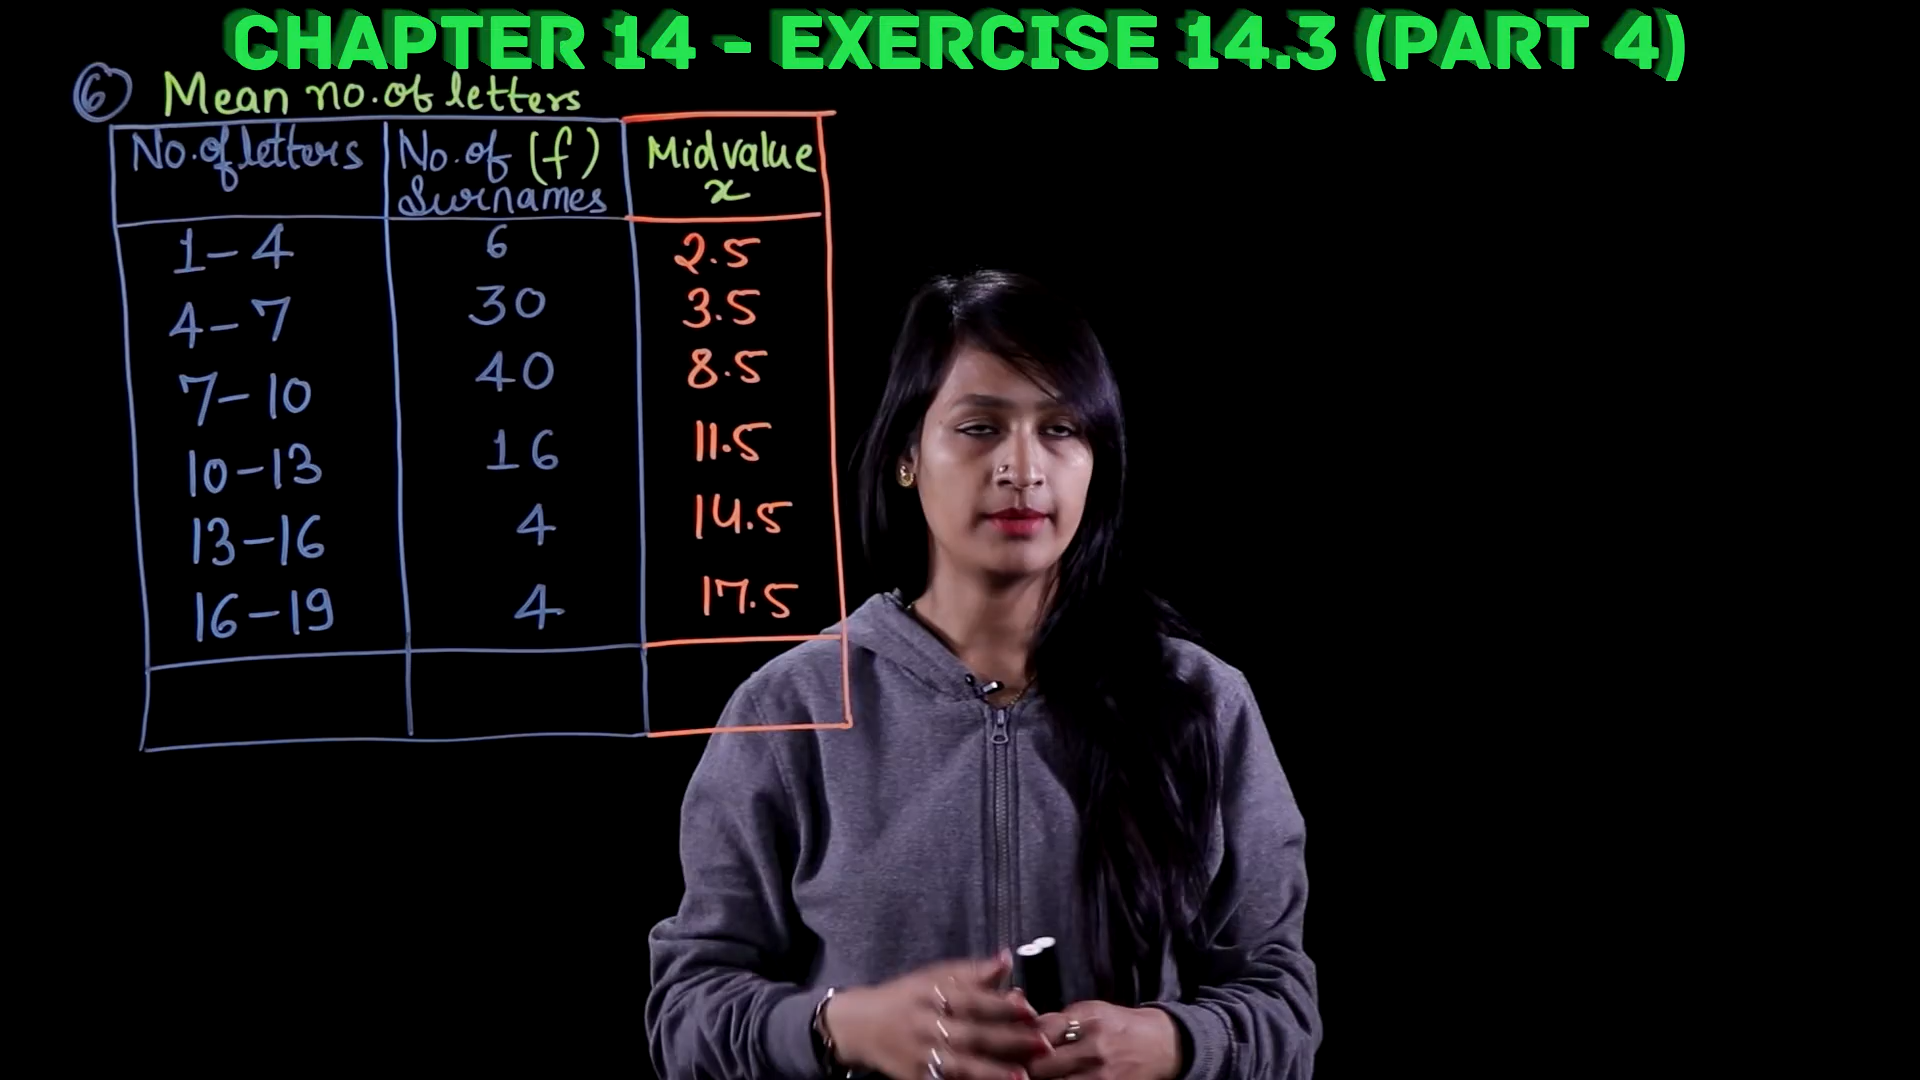 CHAPTER 14 - EXERCISE 14.3 (PART 4)
6 Mean no. of letters
No. of letters No. of (f) Surnames Midvalue x
1-4 6 2.5
4-7 30 3.5
7-10 40 8.5
10-13 16 11.5
13-16 4 14.5
16-19 4 17.5